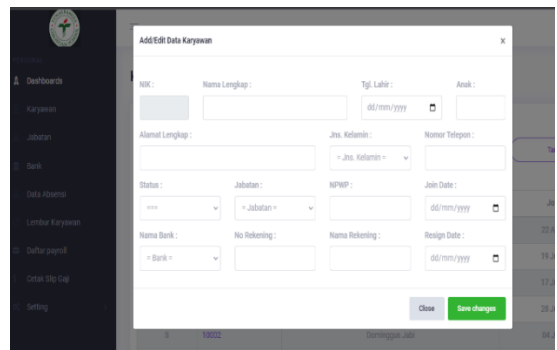 Add/Edit Data Karyawan x
NIK : Nama Lengkap : Tgl. Lahir : Anak :
dd/mm/yyyy
Alamat Lengkap : Jns. Kelamin : Nomor Telepon :
= Jns. Kelamin =
Status : Jabatan : NPWP : Join Date :
=== = Jabatan = dd/mm/yyyy
Nama Bank : No Rekening : Nama Rekening : Resign Date :
= Bank = dd/mm/yyyy
Close Save changes
Dashboards
Karyawan
Jabatan
Bank
Data Absensi
Lembur Karyawan
Daftar payroll
Cetak Slip Gaji
Setting